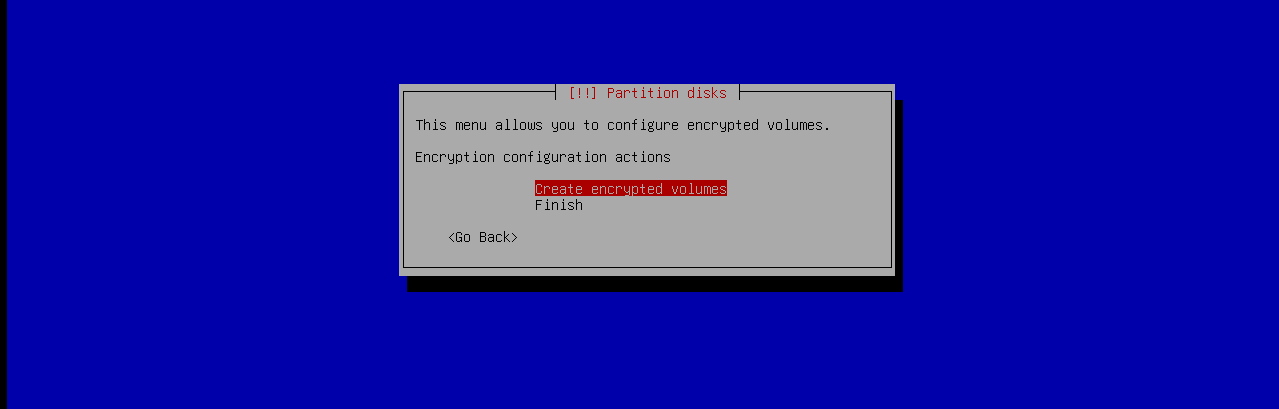 [!!] Partition disks
This menu allows you to configure encrypted volumes.
Encryption configuration actions
Create encrypted volumes
Finish
<Go Back>